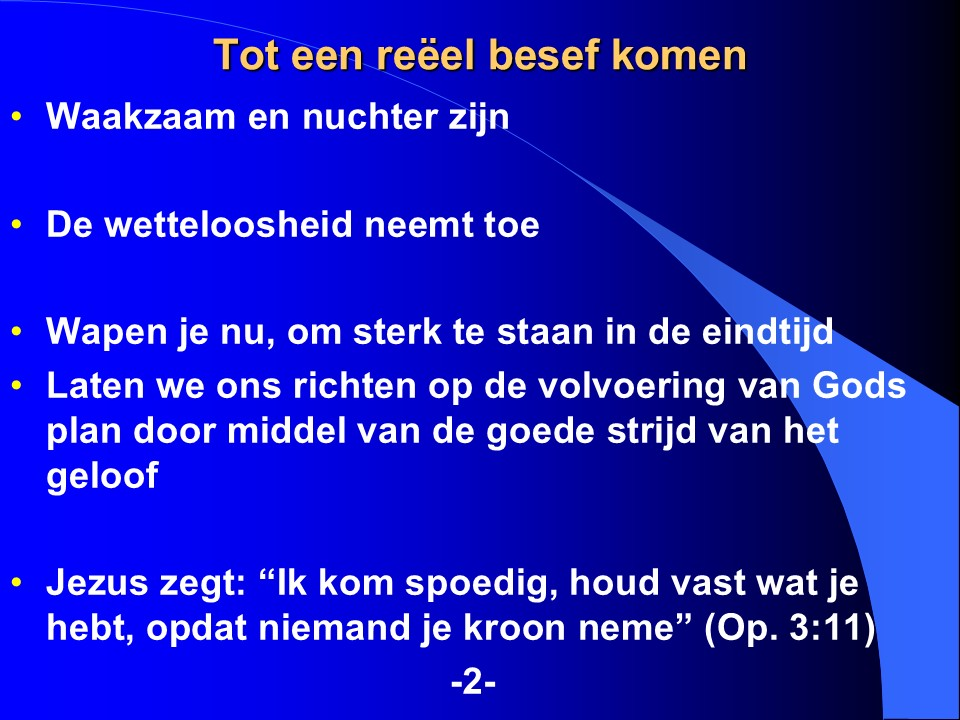 Tot een reëel besef komen
• Waakzaam en nuchter zijn
• De wetteloosheid neemt toe
• Wapen je nu, om sterk te staan in de eindtijd
• Laten we ons richten op de volvoering van Gods
plan door middel van de goede strijd van het
geloof
• Jezus zegt: “Ik kom spoedig, houd vast wat je
hebt, opdat niemand je kroon neme” (Op. 3:11)
-2-